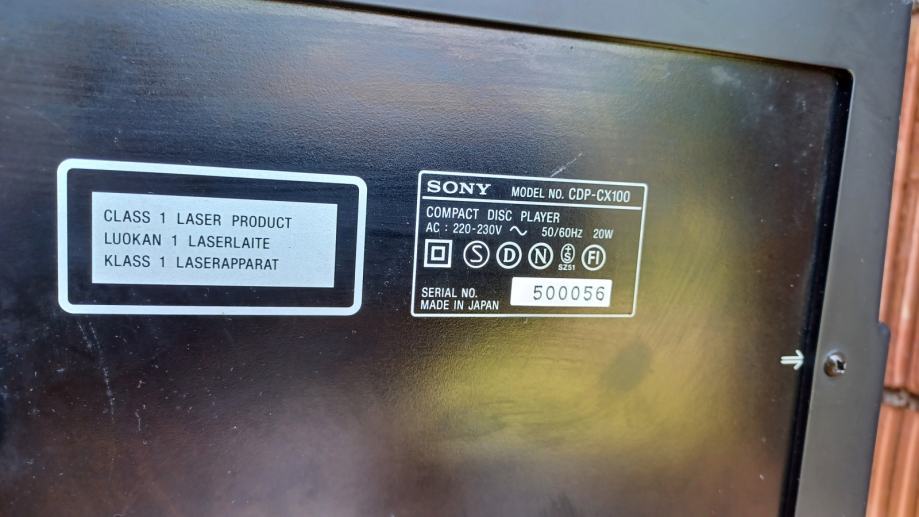 CLASS 1 LASER PRODUCT
LUOKAN 1 LASERLAITE
KLASS 1 LASERAPPARAT
SONY MODEL NO. CDP-CX100
COMPACT DISC PLAYER
AC : 220-230V ~ 50/60Hz 20W
S D N S SZ51 FI
SERIAL NO. 500056
MADE IN JAPAN